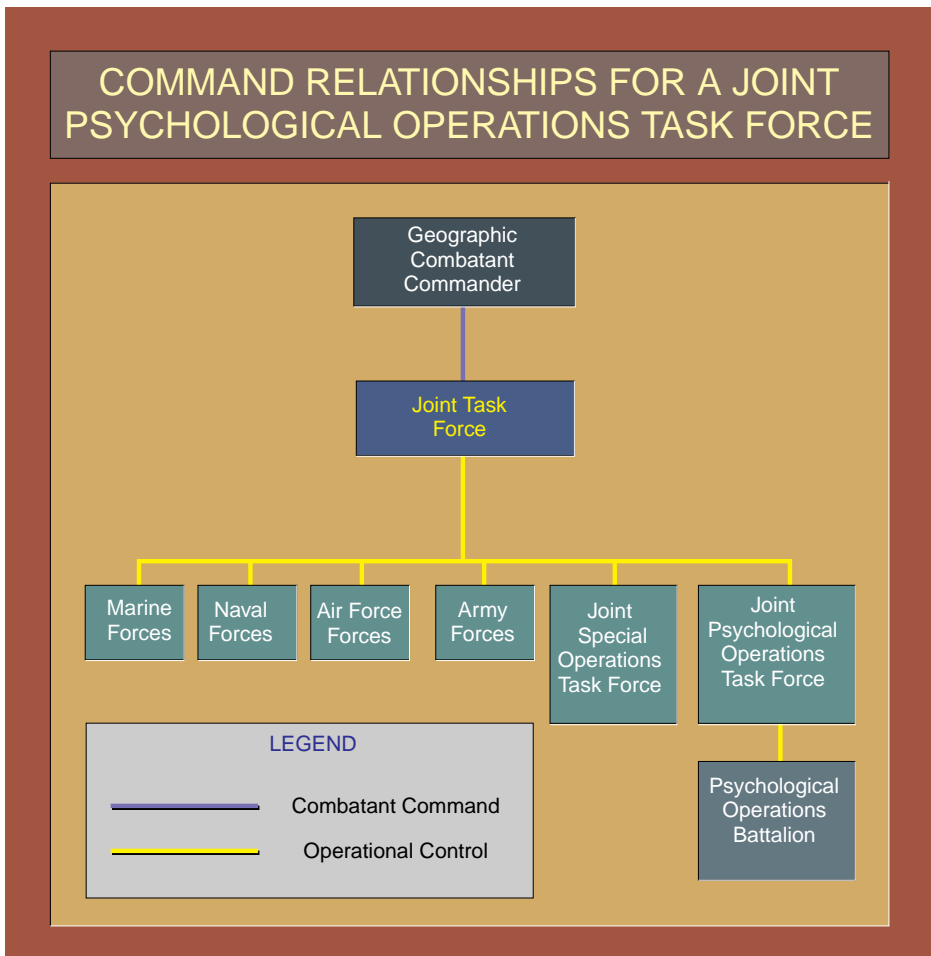 COMMAND RELATIONSHIPS FOR A JOINT
PSYCHOLOGICAL OPERATIONS TASK FORCE
Geographic
Combatant
Commander
Joint Task
Force
Marine
Forces
Naval
Forces
Air Force
Forces
Army
Forces
Joint
Special
Operations
Task Force
Joint
Psychological
Operations
Task Force
Psychological
Operations
Battalion
LEGEND
Combatant Command
Operational Control